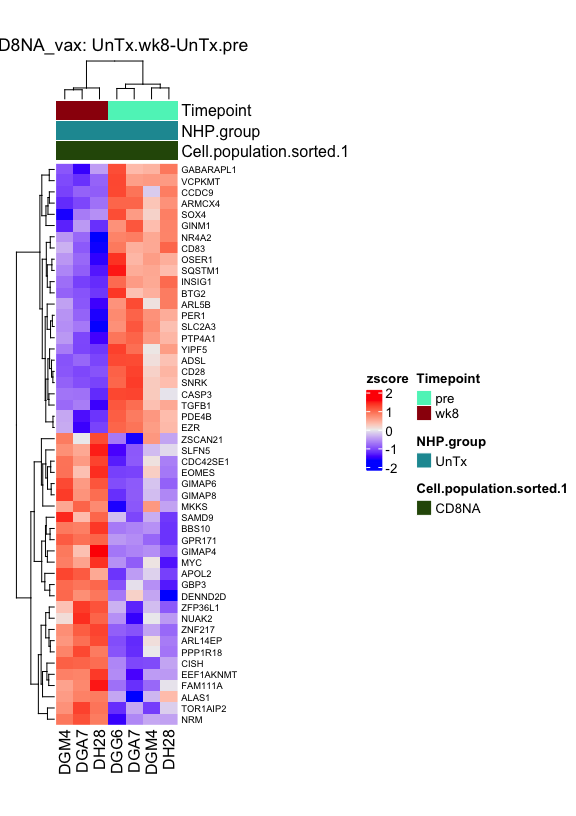 D8NA_vax: UnTx.wk8-UnTx.pre
Timepoint
NHP.group
Cell.population.sorted.1
GABARAPL1
VCPKMT
CCDC9
ARMCX4
SOX4
GINM1
NR4A2
CD83
OSER1
SQSTM1
INSIG1
BTG2
ARL5B
PER1
SLC2A3
PTP4A1
YIPF5
ADSL
CD28
SNRK
CASP3
TGFB1
PDE4B
EZR
ZSCAN21
SLFN5
CDC42SE1
EOMES
GIMAP6
GIMAP8
MKKS
SAMD9
BBS10
GPR171
GIMAP4
MYC
APOL2
GBP3
DENND2D
ZFP36L1
NUAK2
ZNF217
ARL14EP
PPP1R18
CISH
EEF1AKNMT
FAM111A
ALAS1
TOR1AIP2
NRM
DGM4
DGA7
DH28
DGG6
DGA7
DGM4
DH28
zscore
2
1
0
-1
-2
Timepoint
pre
wk8
NHP.group
UnTx
Cell.population.sorted.1
CD8NA